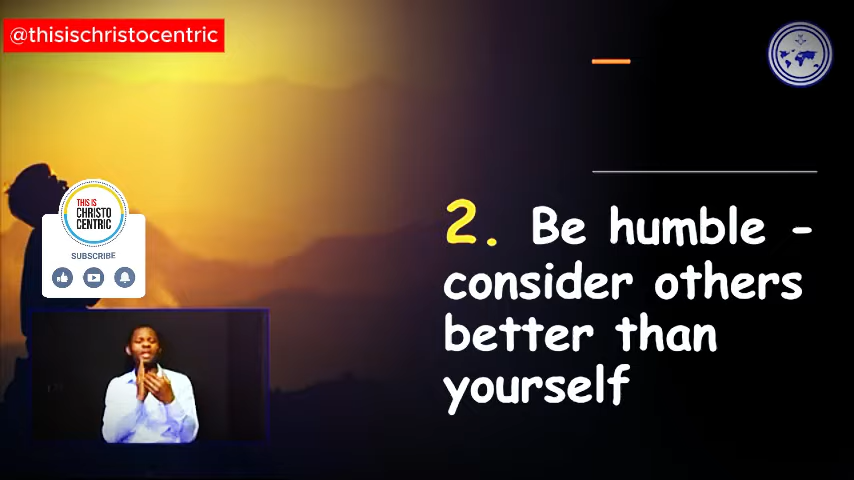 @thisischristocentric
THIS IS
CHRISTO
CENTRIC
SUBSCRIBE
2. Be humble -
consider others
better than
yourself